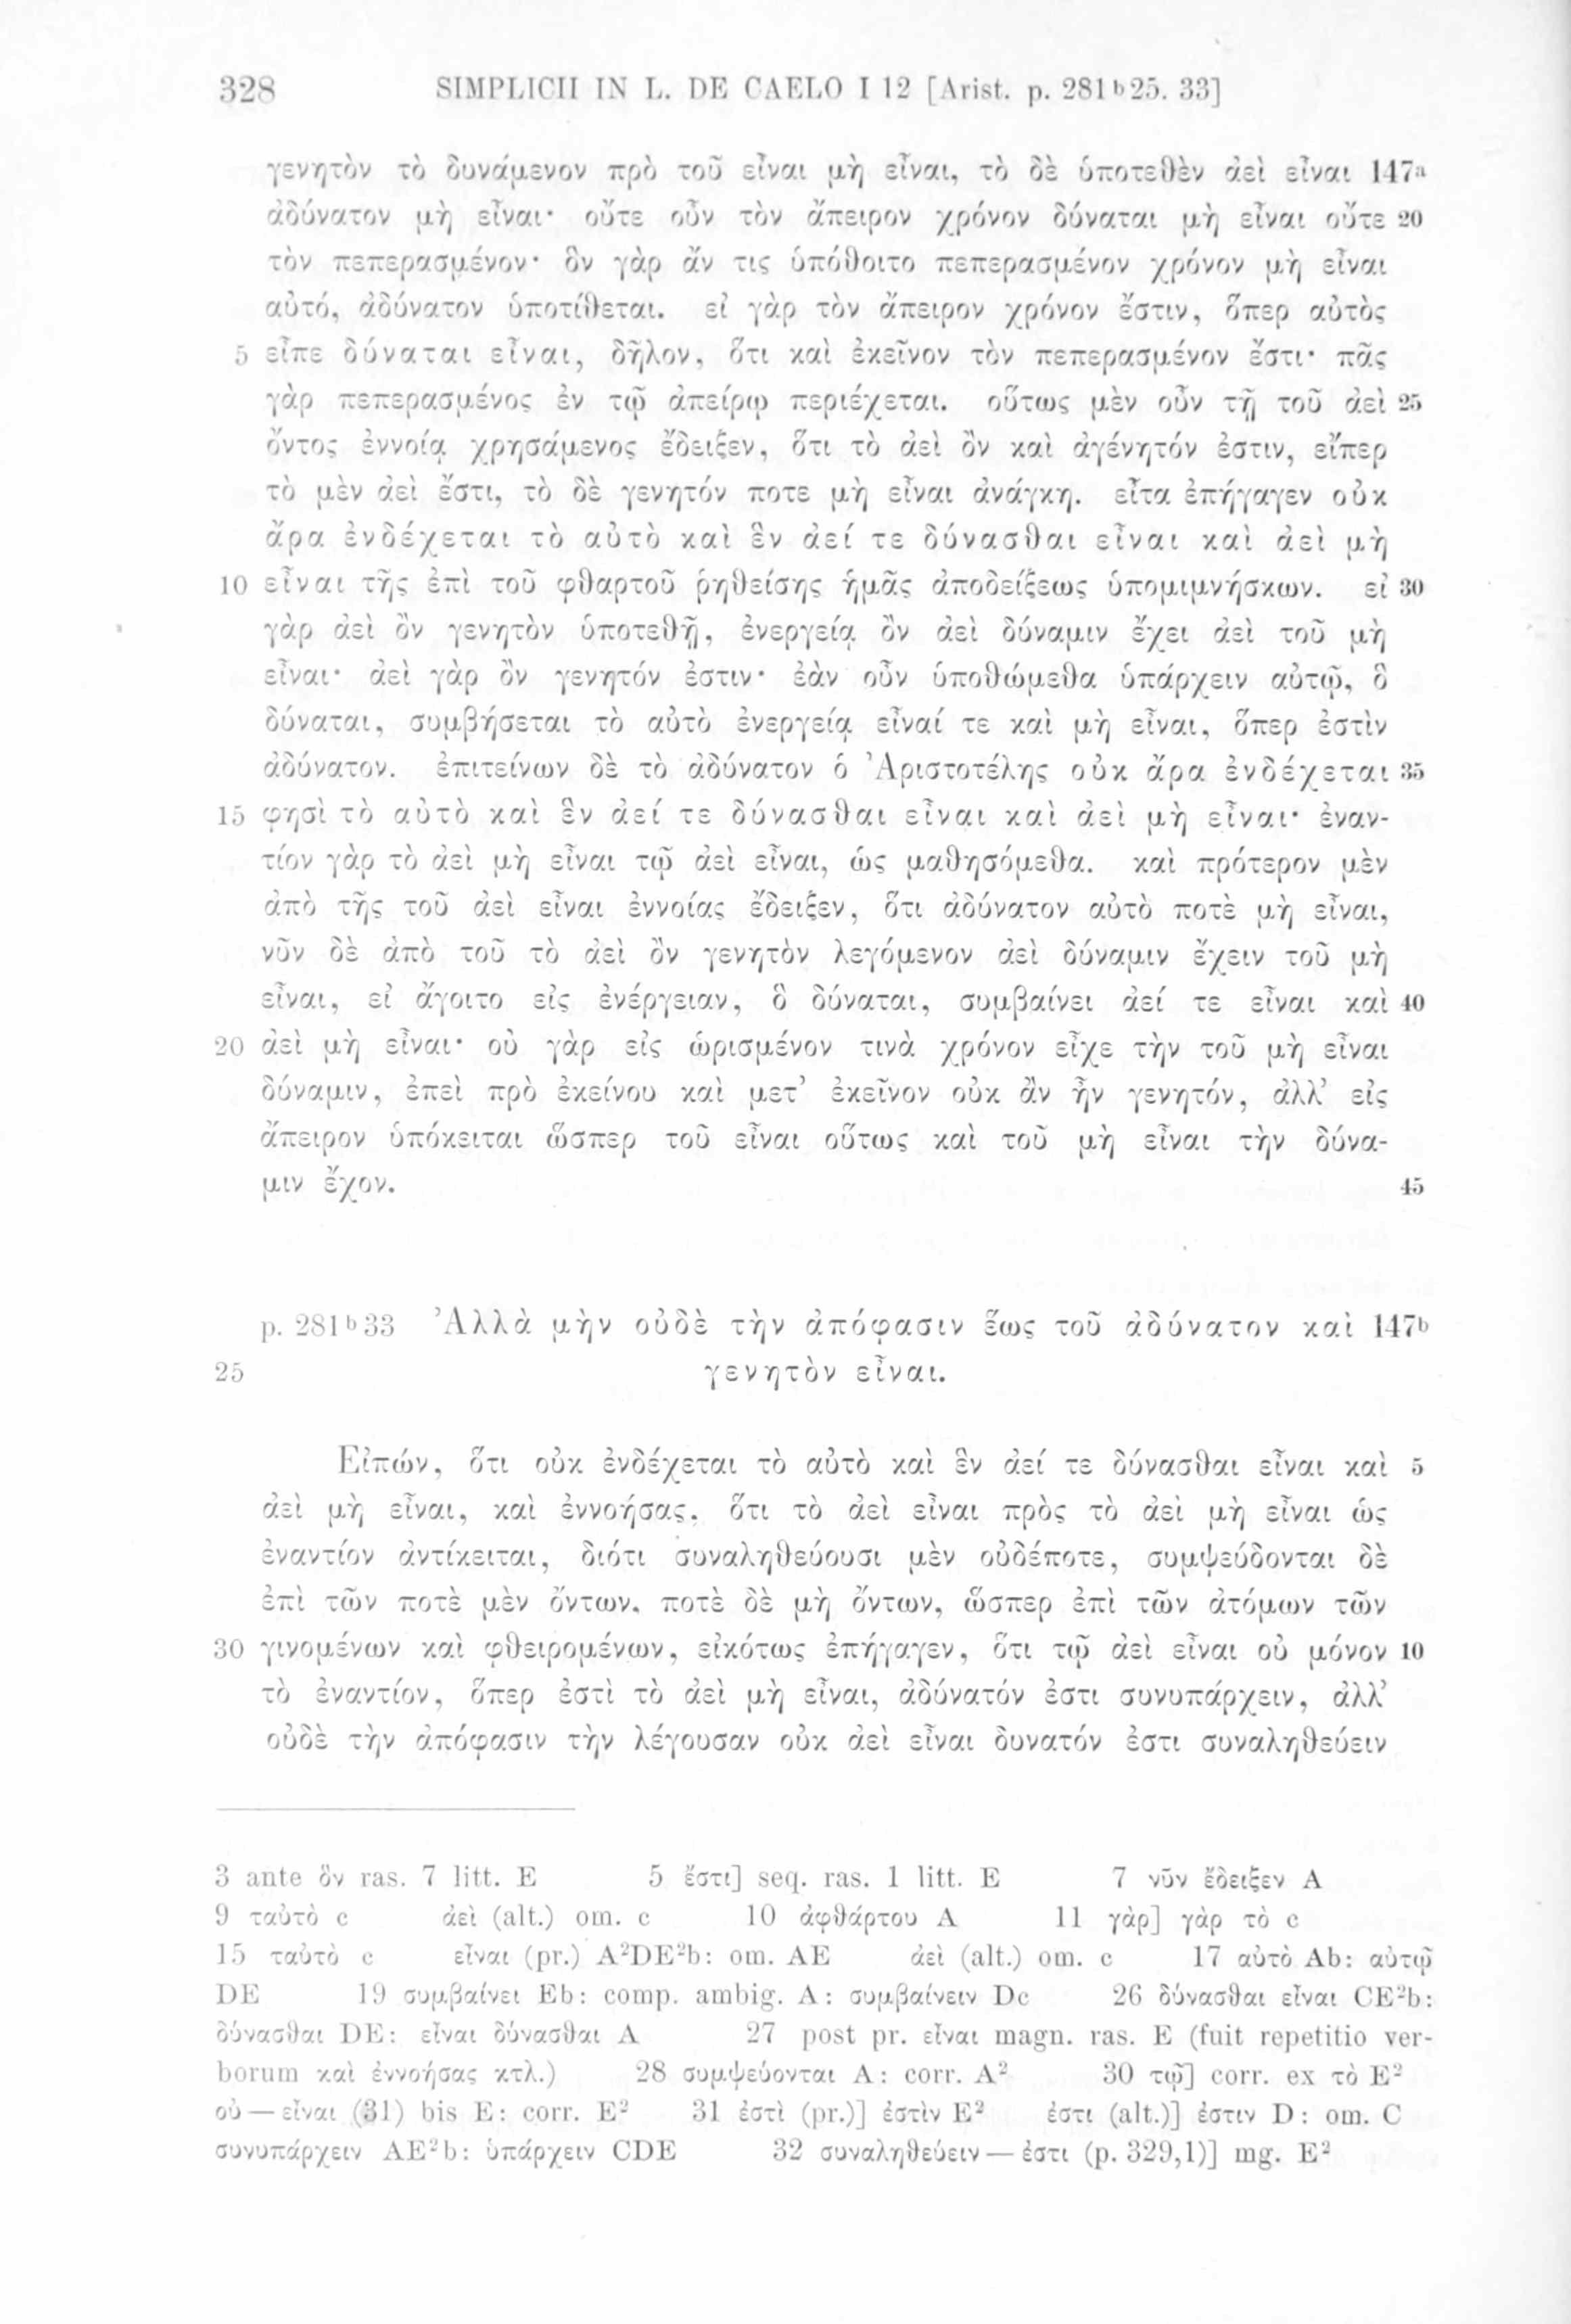 328 SIMPLICII IN L. DE CAELO I 12 [Arist. p. 281ᵇ25. 33]
γενητὸν τὸ δυνάμενον πρὸ τοῦ εἶναι μὴ εἶναι, τὸ δὲ ὑποτεθὲν ἀεὶ εἶναι 147ᵃ
ἀδύνατον μὴ εἶναι· οὔτε οὖν τὸν ἄπειρον χρόνον δύναται μὴ εἶναι οὔτε 20
τὸν πεπερασμένον· ὃν γὰρ ἄν τις ὑπόθοιτο πεπερασμένον χρόνον μὴ εἶναι
αὐτό, ἀδύνατον ὑποτίθεται. εἰ γὰρ τὸν ἄπειρον χρόνον ἔστιν, ὅπερ αὐτὸς
5 εἶπε δύναται εἶναι, δῆλον, ὅτι καὶ ἐκεῖνον τὸν πεπερασμένον ἔστι· πᾶς
γὰρ πεπερασμένος ἐν τῷ ἀπείρῳ περιέχεται. οὕτως μὲν οὖν τῇ τοῦ ἀεὶ 25
ὄντος ἐννοίᾳ χρησάμενος ἔδειξεν, ὅτι τὸ ἀεὶ ὂν καὶ ἀγένητόν ἐστιν, εἴπερ
τὸ μὲν ἀεὶ ἔστι, τὸ δὲ γενητόν ποτε μὴ εἶναι ἀνάγκη. εἶτα ἐπήγαγεν οὐκ
ἄρα ἐνδέχεται τὸ αὐτὸ καὶ ἓν ἀεί τε δύνασθαι εἶναι καὶ ἀεὶ μὴ
10 εἶναι τῆς ἐπὶ τοῦ φθαρτοῦ ῥηθείσης ἡμᾶς ἀποδείξεως ὑπομιμνήσκων. εἰ 30
γὰρ ἀεὶ ὂν γενητὸν ὑποτεθῇ, ἐνεργείᾳ ὂν ἀεὶ δύναμιν ἔχει ἀεὶ τοῦ μὴ
εἶναι· ἀεὶ γὰρ ὂν γενητόν ἐστιν· ἐὰν οὖν ὑποθώμεθα ὑπάρχειν αὐτῷ, ὃ
δύναται, συμβήσεται τὸ αὐτὸ ἐνεργείᾳ εἶναί τε καὶ μὴ εἶναι, ὅπερ ἐστὶν
ἀδύνατον. ἐπιτείνων δὲ τὸ ἀδύνατον ὁ Ἀριστοτέλης οὐκ ἄρα ἐνδέχεται 35
15 φησὶ τὸ αὐτὸ καὶ ἓν ἀεί τε δύνασθαι εἶναι καὶ ἀεὶ μὴ εἶναι· ἐναν-
τίον γὰρ τὸ ἀεὶ μὴ εἶναι τῷ ἀεὶ εἶναι, ὡς μαθησόμεθα. καὶ πρότερον μὲν
ἀπὸ τῆς τοῦ ἀεὶ εἶναι ἐννοίας ἔδειξεν, ὅτι ἀδύνατον αὐτὸ ποτὲ μὴ εἶναι,
νῦν δὲ ἀπὸ τοῦ τὸ ἀεὶ ὂν γενητὸν λεγόμενον ἀεὶ δύναμιν ἔχειν τοῦ μὴ
εἶναι, εἰ ἄγοιτο εἰς ἐνέργειαν, ὃ δύναται, συμβαίνει ἀεί τε εἶναι καὶ 40
20 ἀεὶ μὴ εἶναι· οὐ γὰρ εἰς ὡρισμένον τινὰ χρόνον εἶχε τὴν τοῦ μὴ εἶναι
δύναμιν, ἐπεὶ πρὸ ἐκείνου καὶ μετ’ ἐκεῖνον οὐκ ἂν ἦν γενητόν, ἀλλ’ εἰς
ἄπειρον ὑπόκειται ὥσπερ τοῦ εἶναι οὕτως καὶ τοῦ μὴ εἶναι τὴν δύνα-
μιν ἔχον. 45
p. 281ᵇ33 Ἀλλὰ μὴν οὐδὲ τὴν ἀπόφασιν ἕως τοῦ ἀδύνατον καὶ 147ᵇ
25 γενητὸν εἶναι.
Εἰπών, ὅτι οὐκ ἐνδέχεται τὸ αὐτὸ καὶ ἓν ἀεί τε δύνασθαι εἶναι καὶ 5
ἀεὶ μὴ εἶναι, καὶ ἐννοήσας, ὅτι τὸ ἀεὶ εἶναι πρὸς τὸ ἀεὶ μὴ εἶναι ὡς
ἐναντίον ἀντίκειται, διότι συναληθεύουσι μὲν οὐδέποτε, συμψεύδονται δὲ
ἐπὶ τῶν ποτὲ μὲν ὄντων, ποτὲ δὲ μὴ ὄντων, ὥσπερ ἐπὶ τῶν ἀτόμων τῶν
30 γινομένων καὶ φθειρομένων, εἰκότως ἐπήγαγεν, ὅτι τῷ ἀεὶ εἶναι οὐ μόνον 10
τὸ ἐναντίον, ὅπερ ἐστὶ τὸ ἀεὶ μὴ εἶναι, ἀδύνατόν ἐστι συνυπάρχειν, ἀλλ’
οὐδὲ τὴν ἀπόφασιν τὴν λέγουσαν οὐκ ἀεὶ εἶναι δυνατόν ἐστι συναληθεύειν
3 ante ὃν ras. 7 litt. E 5 ἔστι] seq. ras. 1 litt. E 7 νῦν ἔδειξεν A
9 ταὐτὸ c ἀεὶ (alt.) om. c 10 ἀφθάρτου A 11 γὰρ] γὰρ τὸ c
15 ταὐτὸ c εἶναι (pr.) A²DE²b: om. AE ἀεὶ (alt.) om. c 17 αὐτὸ Ab: αὐτῷ
DE 19 συμβαίνει Eb: comp. ambig. A: συμβαίνειν Dc 26 δύνασθαι εἶναι CE²b:
δύνασθαι DE: εἶναι δύνασθαι A 27 post pr. εἶναι magn. ras. E (fuit repetitio ver-
borum καὶ ἐννοήσας κτλ.) 28 συμψεύονται A: corr. A² 30 τῷ] corr. ex τὸ E²
οὐ — εἶναι (31) bis E: corr. E² 31 ἐστὶ (pr.)] ἐστὶν E² ἐστι (alt.)] ἐστιν D: om. C
συνυπάρχειν AE²b: ὑπάρχειν CDE 32 συναληθεύειν — ἐστι (p. 329,1)] mg. E²